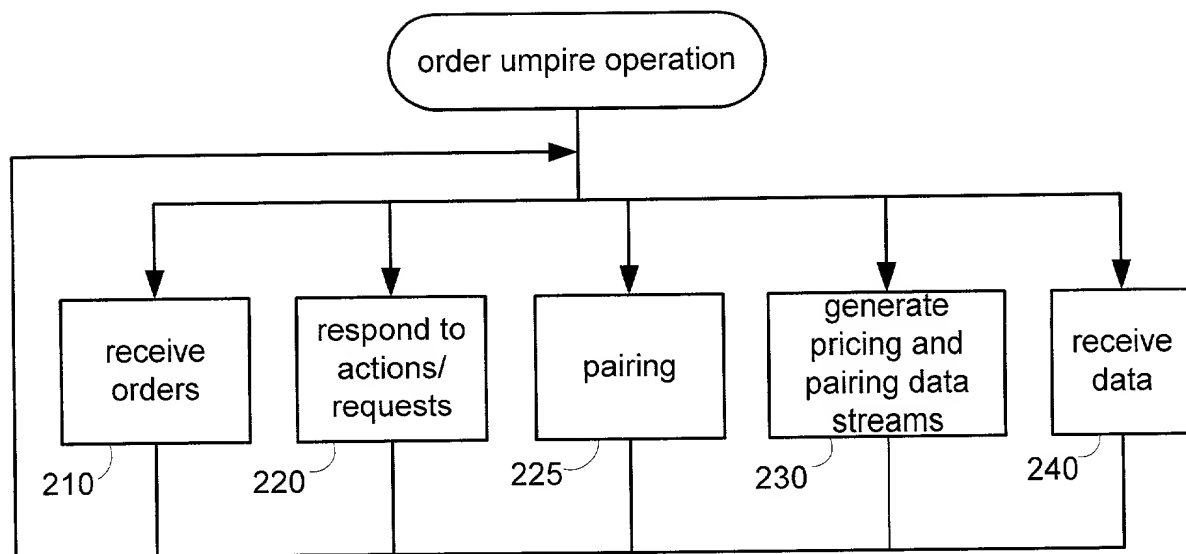 order umpire operation
receive
orders
respond to
actions/
requests
pairing
generate
pricing and
pairing data
streams
receive
data
210
220
225
230
240